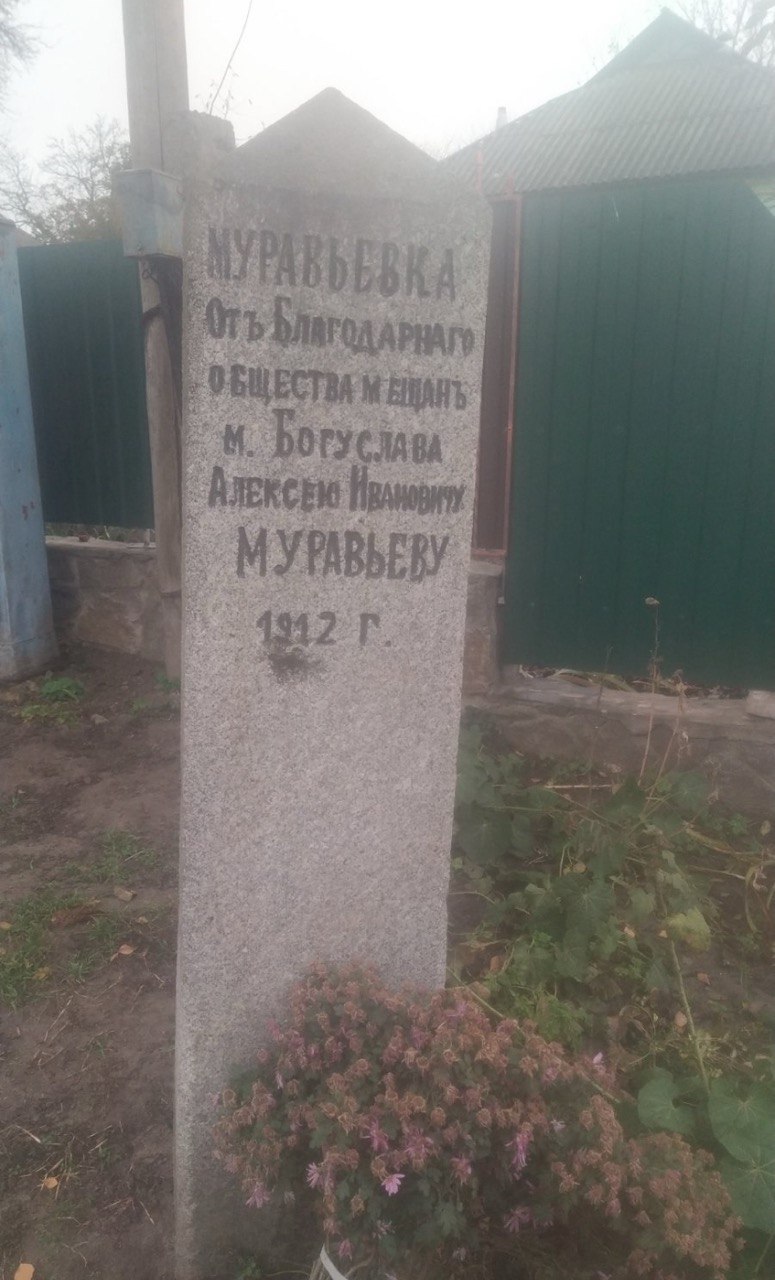 МУРАВЬЕВКА
Отъ Благодарнаго
общества мещанъ
м. Богуслава
Алексею Ивановичу
МУРАВЬЕВУ
1912 г.